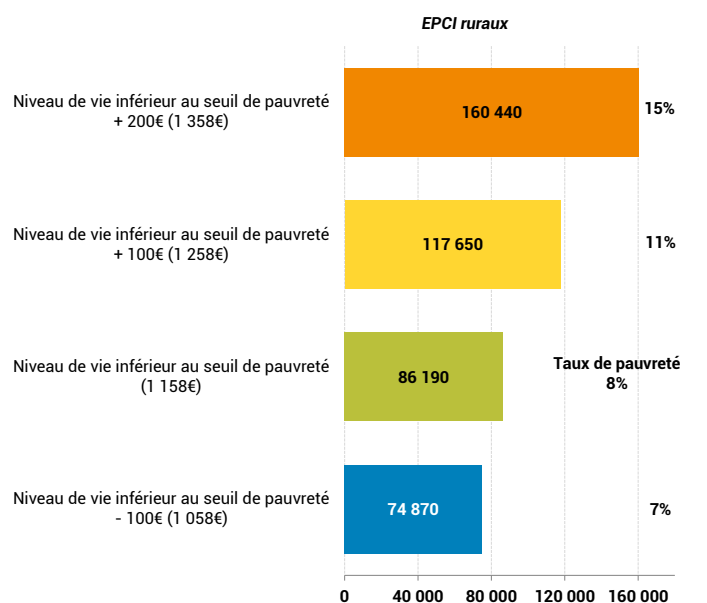 EPCI ruraux
Niveau de vie inférieur au seuil de pauvreté
+ 200€ (1 358€)
160 440
15%
Niveau de vie inférieur au seuil de pauvreté
+ 100€ (1 258€)
117 650
11%
Niveau de vie inférieur au seuil de pauvreté
(1 158€)
86 190
Taux de pauvreté
8%
Niveau de vie inférieur au seuil de pauvreté
- 100€ (1 058€)
74 870
7%
0 40 000 80 000 120 000 160 000